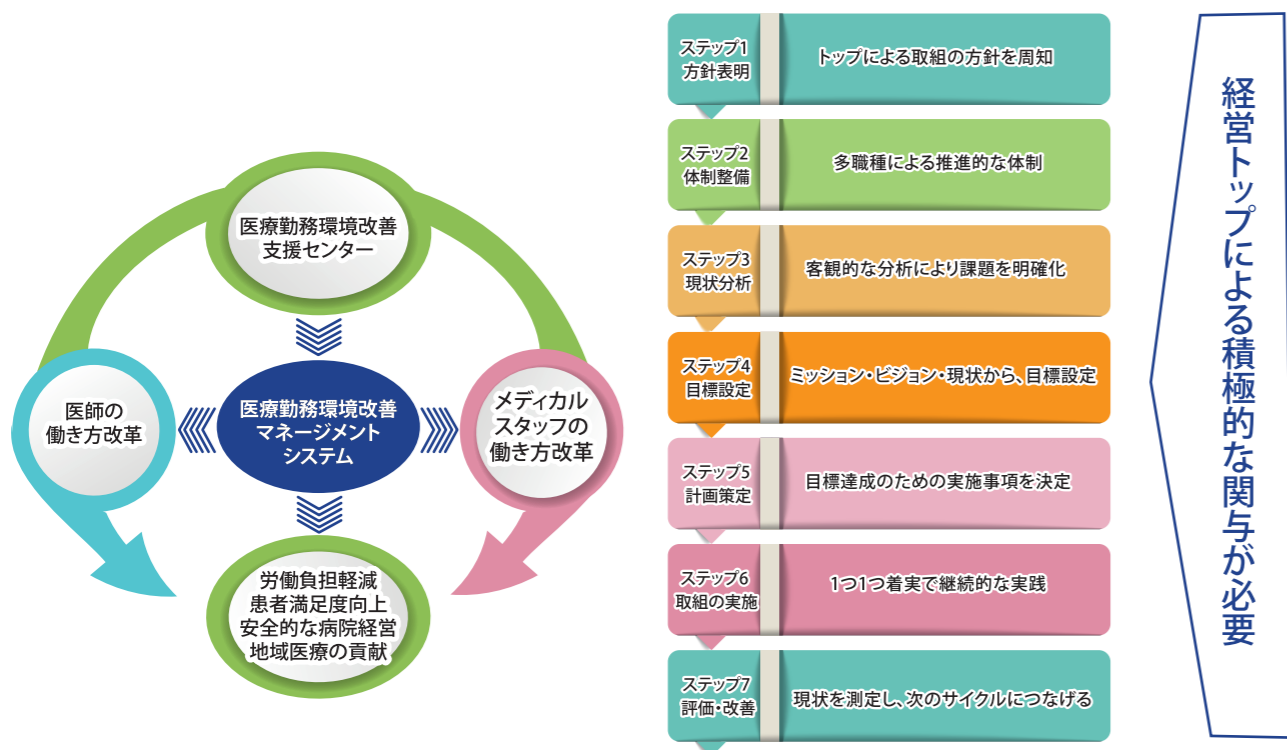 医療勤務環境改善
支援センター
医師の
働き方改革
医療勤務環境改善
マネージメント
システム
メディカル
スタッフの
働き方改革
労働負担軽減
患者満足度向上
安全的な病院経営
地域医療の貢献
ステップ1
方針表明
トップによる取組の方針を周知
ステップ2
体制整備
多職種による推進的な体制
ステップ3
現状分析
客観的な分析により課題を明確化
ステップ4
目標設定
ミッション・ビジョン・現状から、目標設定
ステップ5
計画策定
目標達成のための実施事項を決定
ステップ6
取組の実施
1つ1つ着実で継続的な実践
ステップ7
評価・改善
現状を測定し、次のサイクルにつなげる
経営トップによる積極的な関与が必要